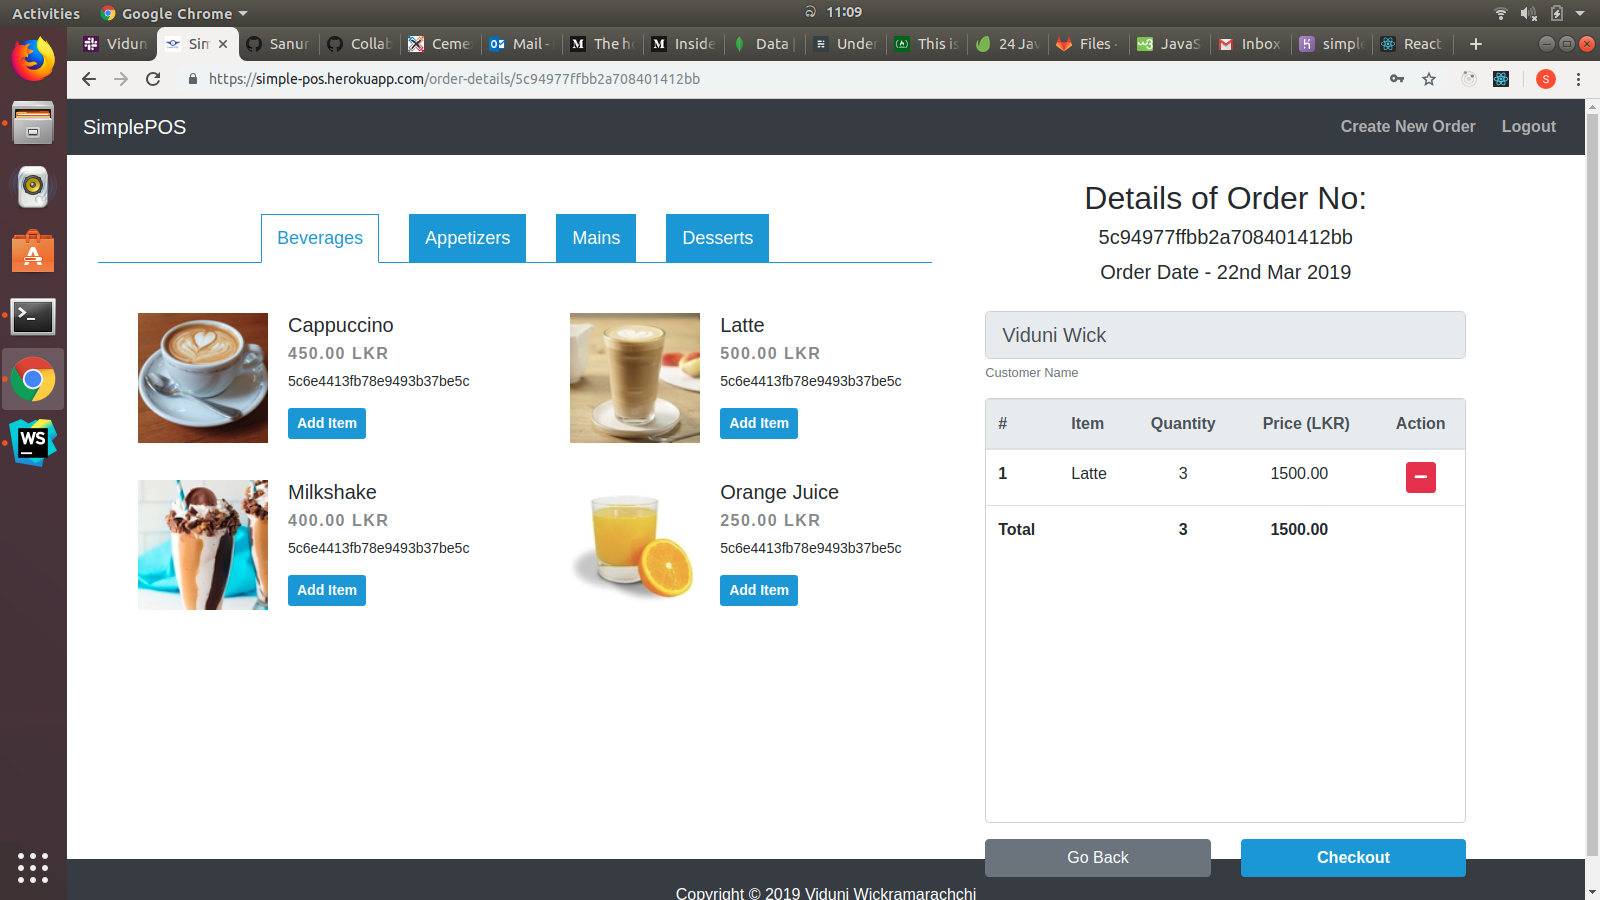 Activities
Google Chrome
11:09
Vidun
Sim
Sanur
Collab
Ceme
Mail -
The h
Inside
Data
Under
This is
24 Jav
Files -
JavaS
Inbox
simpl
React
https://simple-pos.herokuapp.com/order-details/5c94977ffbb2a708401412bb
S
SimplePOS
Create New Order
Logout
Beverages
Appetizers
Mains
Desserts
Cappuccino
450.00 LKR
5c6e4413fb78e9493b37be5c
Add Item
Latte
500.00 LKR
5c6e4413fb78e9493b37be5c
Add Item
Milkshake
400.00 LKR
5c6e4413fb78e9493b37be5c
Add Item
Orange Juice
250.00 LKR
5c6e4413fb78e9493b37be5c
Add Item
Details of Order No:
5c94977ffbb2a708401412bb
Order Date - 22nd Mar 2019
Viduni Wick
Customer Name
# Item Quantity Price (LKR) Action
1 Latte 3 1500.00
Total 3 1500.00
Go Back
Checkout
Copyright © 2019 Viduni Wickramarachchi
WS